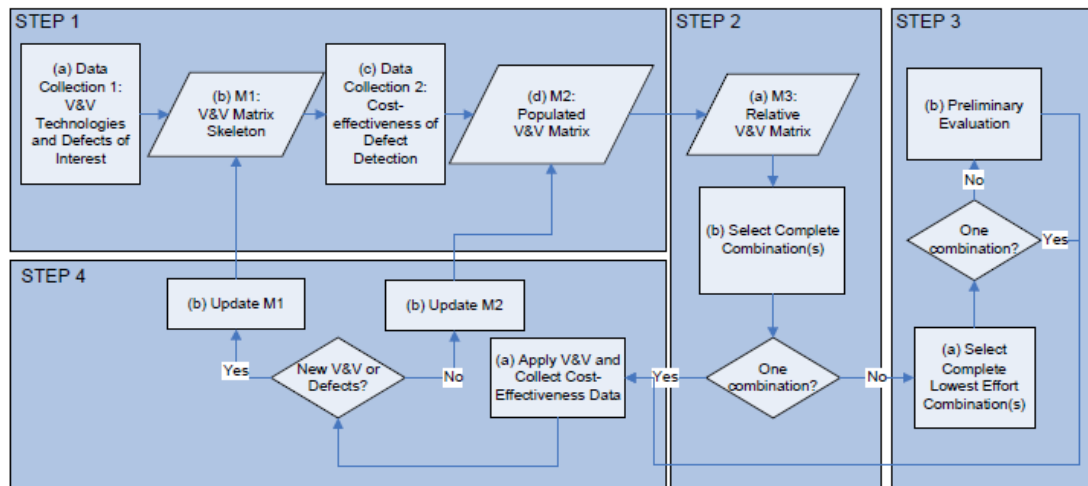 STEP 1
(a) Data
Collection 1:
V&V
Technologies
and Defects of
Interest
(b) M1:
V&V Matrix
Skeleton
(c) Data
Collection 2:
Cost-
effectiveness of
Defect
Detection
(d) M2:
Populated
V&V Matrix
STEP 2
(a) M3:
Relative
V&V Matrix
(b) Select Complete
Combination(s)
One
combination?
Yes
No
STEP 3
(b) Preliminary
Evaluation
No
One
combination?
Yes
(a) Select
Complete
Lowest Effort
Combination(s)
STEP 4
(b) Update M1
(b) Update M2
Yes
New V&V or
Defects?
No
(a) Apply V&V and
Collect Cost-
Effectiveness Data